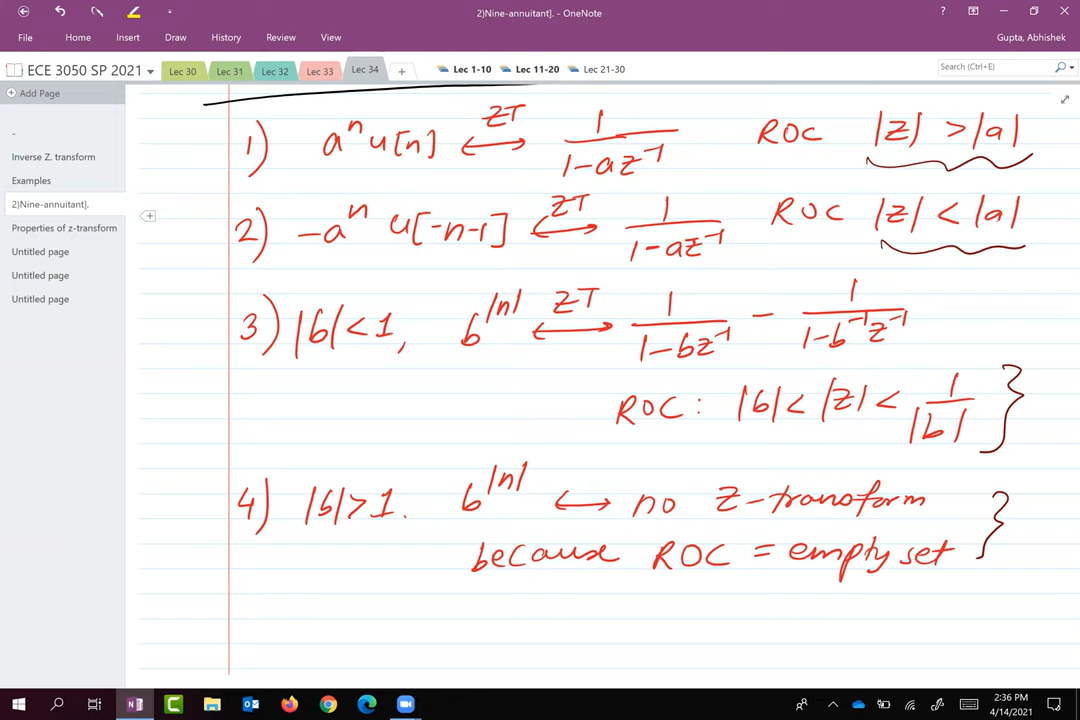 2)Nine-annuitant]. - OneNote
Gupta, Abhishek
File Home Insert Draw History Review View
ECE 3050 SP 2021
Lec 30 Lec 31 Lec 32 Lec 33 Lec 34
Lec 1-10 Lec 11-20 Lec 21-30
Search (Ctrl+E)
Add Page
-
Inverse Z. transform
Examples
2)Nine-annuitant].
Properties of z-transform
Untitled page
Untitled page
Untitled page
1) a^n u[n] ⟷ZT 1/(1-az^-1) ROC |z| > |a|
2) -a^n u[-n-1] ⟷ZT 1/(1-az^-1) ROC |z| < |a|
3) |b| < 1, b^|n| ⟷ZT 1/(1-bz^-1) - 1/(1-b^-1z^-1)
ROC: |b| < |z| < 1/|b|
4) |b| > 1. b^|n| ⟷ no z-transform
because ROC = empty set
2:36 PM
4/14/2021